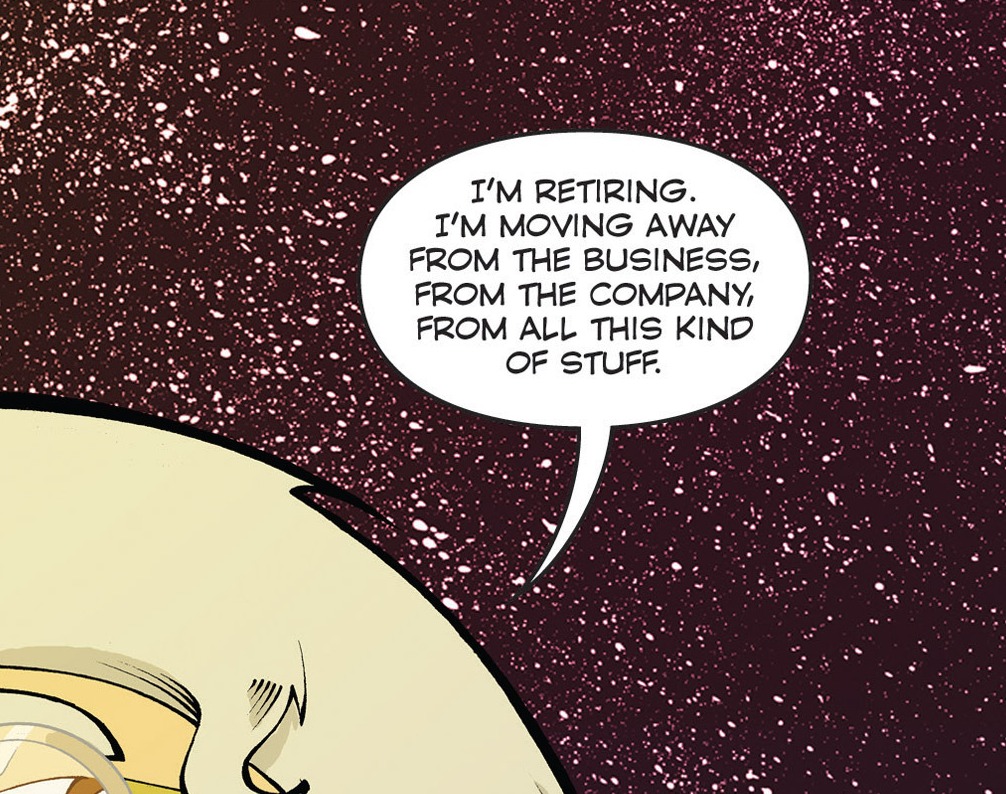 I'M RETIRING.
I'M MOVING AWAY
FROM THE BUSINESS,
FROM THE COMPANY,
FROM ALL THIS KIND
OF STUFF.